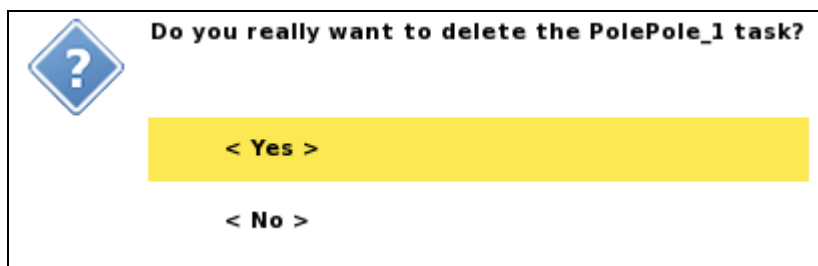 Do you really want to delete the PolePole_1 task?
?
< Yes >
< No >